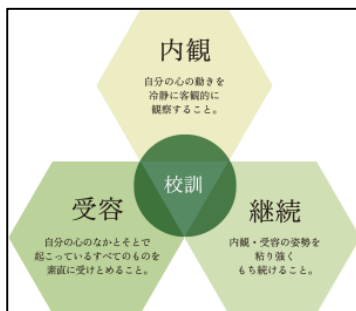 内観
自分の心の動きを
冷静に客観的に
観察すること。
校訓
受容
自分の心のなかとそとで
起こっているすべてのものを
素直に受けとめること。
継続
内観・受容の姿勢を
粘り強く
もち続けること。